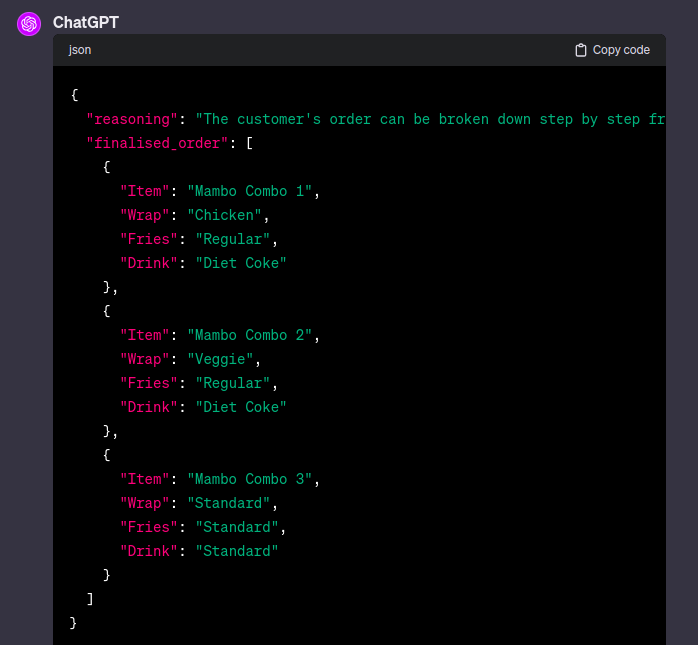 ChatGPT
json Copy code
{
"reasoning": "The customer's order can be broken down step by step fr
"finalised_order": [
{
"Item": "Mambo Combo 1",
"Wrap": "Chicken",
"Fries": "Regular",
"Drink": "Diet Coke"
},
{
"Item": "Mambo Combo 2",
"Wrap": "Veggie",
"Fries": "Regular",
"Drink": "Diet Coke"
},
{
"Item": "Mambo Combo 3",
"Wrap": "Standard",
"Fries": "Standard",
"Drink": "Standard"
}
]
}